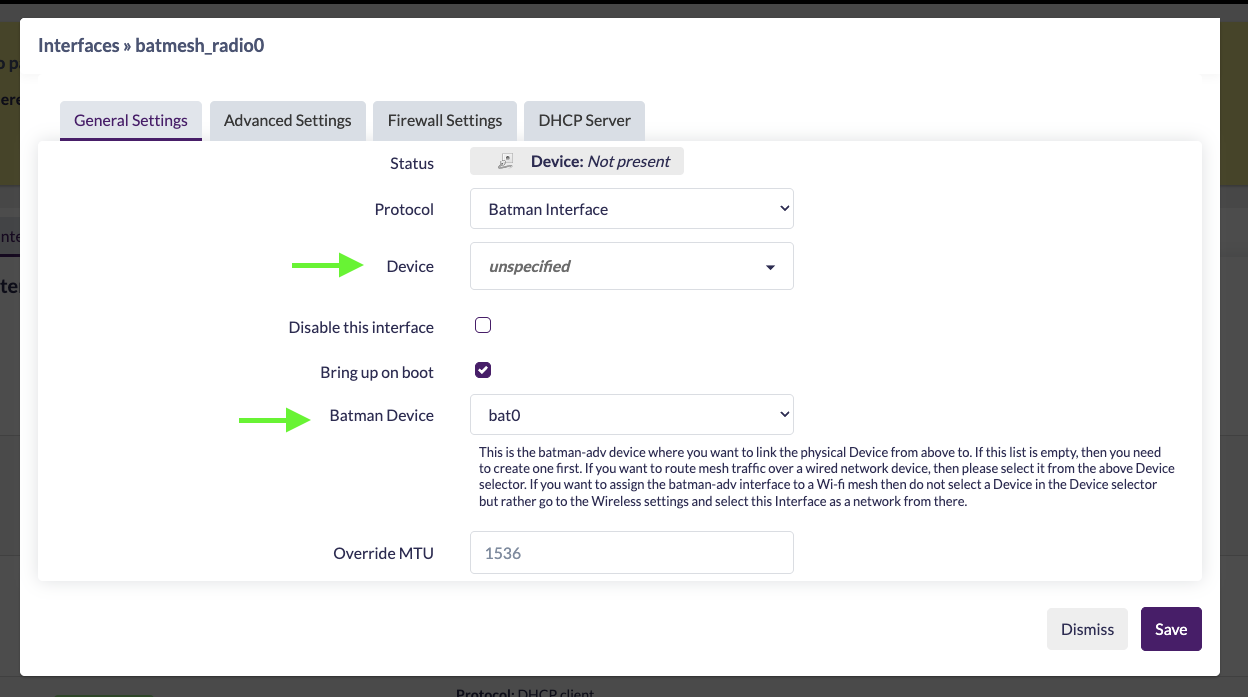 Interfaces » batmesh_radio0
General Settings
Advanced Settings
Firewall Settings
DHCP Server
Status
Device: Not present
Protocol
Batman Interface
Device
unspecified
Disable this interface
Bring up on boot
Batman Device
bat0
This is the batman-adv device where you want to link the physical Device from above to. If this list is empty, then you need
to create one first. If you want to route mesh traffic over a wired network device, then please select it from the above Device
selector. If you want to assign the batman-adv interface to a Wi-fi mesh then do not select a Device in the Device selector
but rather go to the Wireless settings and select this Interface as a network from there.
Override MTU
1536
Dismiss
Save
Protocol: DHCP client